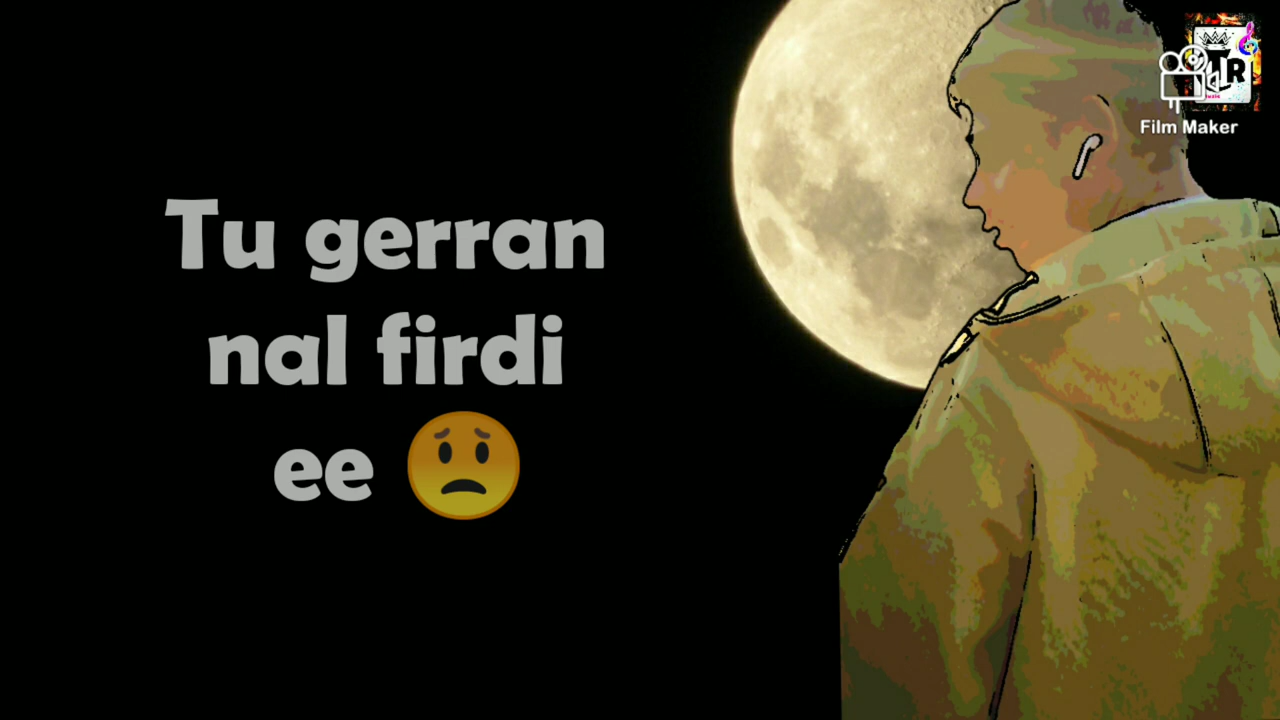 Tu gerran
nal firdi
ee 😟
Film Maker